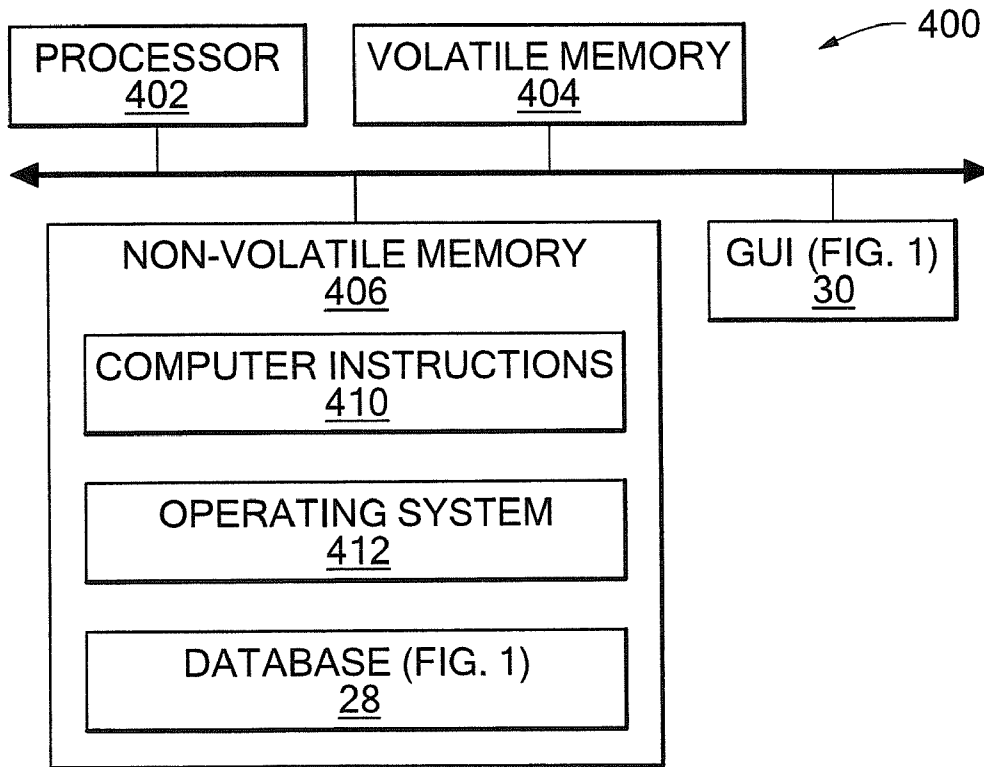 400
PROCESSOR
402
VOLATILE MEMORY
404
NON-VOLATILE MEMORY
406
GUI (FIG. 1)
30
COMPUTER INSTRUCTIONS
410
OPERATING SYSTEM
412
DATABASE (FIG. 1)
28